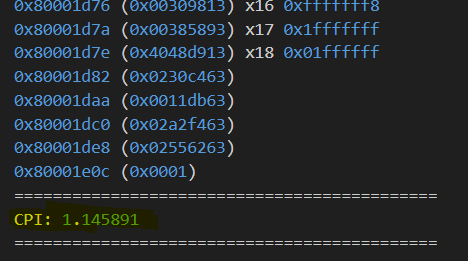 0x80001d76 (0x00309813) x16 0xfffffff8
0x80001d7a (0x00385893) x17 0x1fffffff
0x80001d7e (0x4048d913) x18 0x01ffffff
0x80001d82 (0x0230c463)
0x80001daa (0x0011db63)
0x80001dc0 (0x02a2f463)
0x80001de8 (0x02556263)
0x80001e0c (0x0001)
============================================
CPI: 1.145891
============================================